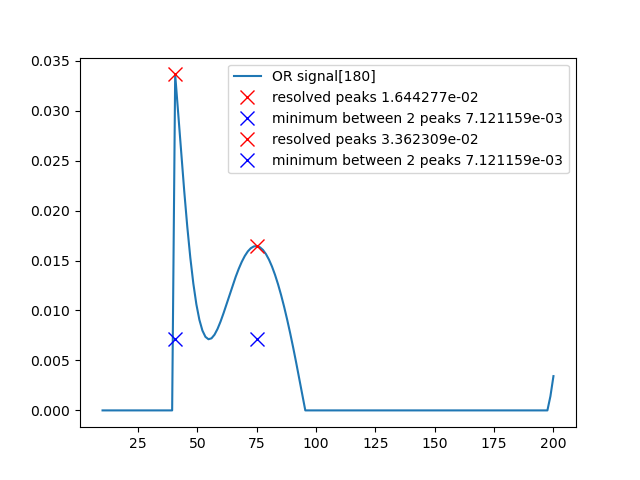 0.035
0.030
0.025
0.020
0.015
0.010
0.005
0.000
OR signal[180]
resolved peaks 1.644277e-02
minimum between 2 peaks 7.121159e-03
resolved peaks 3.362309e-02
minimum between 2 peaks 7.121159e-03
25 50 75 100 125 150 175 200